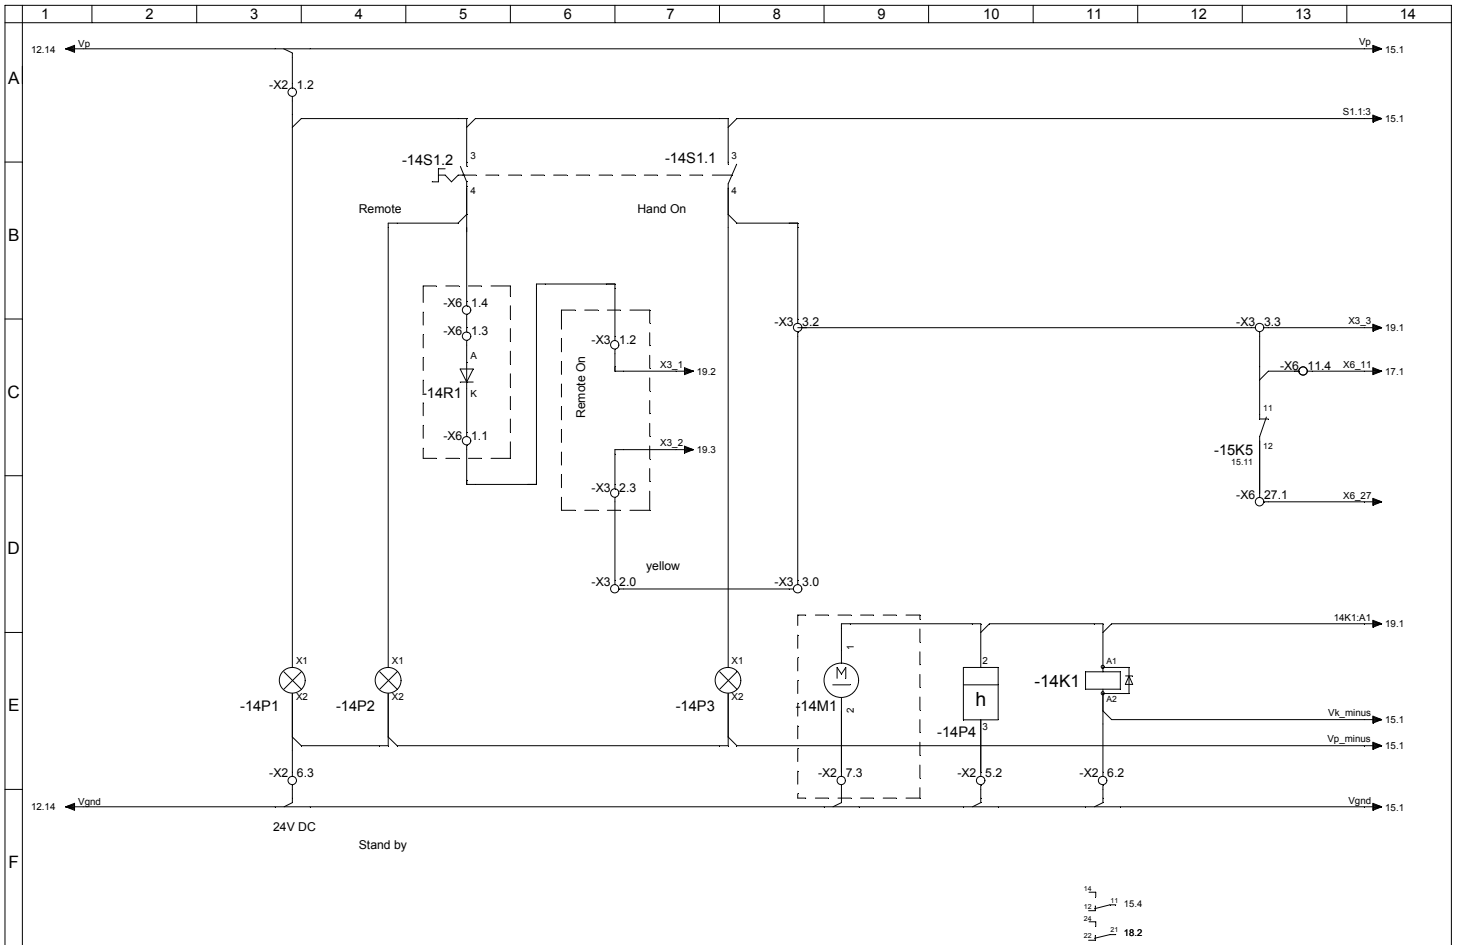 1 2 3 4 5 6 7 8 9 10 11 12 13 14
A
12.14 Vp Vp 15.1
-X2 1.2
S1.1:3 15.1
-14S1.2 3 -14S1.1 3
4 4
B
Remote Hand On
-X6 1.4
-X6 1.3 -X3 1.2 -X3 3.2 -X3 3.3 X3_3 19.1
C
A
Remote On
X3_1 19.2 -X6 11.4 X6_11 17.1
-14R1 K
11
-X6 1.1 X3_2 19.3 -15K5 12
15.11
-X3 2.3 -X6 27.1 X6_27
D
yellow
-X3 2.0 -X3 3.0
14K1:A1 19.1
E
X1 X1 X1 1 2 A1
M h -14K1
-14P1 X2 -14P2 X2 -14P3 X2 -14M1 2 -14P4 3 A2
Vk_minus 15.1
Vp_minus 15.1
-X2 6.3 -X2 7.3 -X2 5.2 -X2 6.2
12.14 Vgnd Vgnd 15.1
24V DC
Stand by
F
14
12 11 15.4
24
22 21 18.2